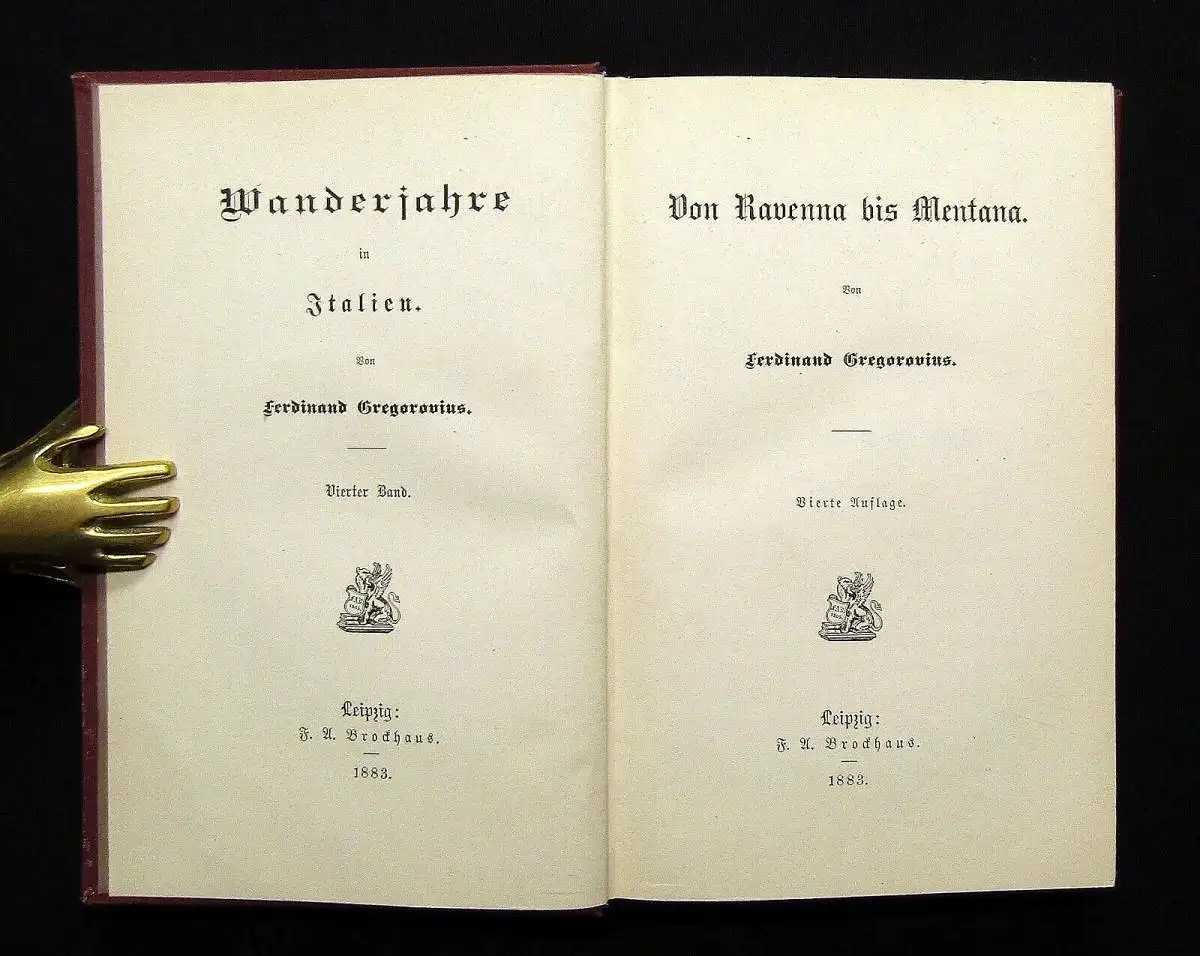 Wanderjahre
in
Italien.
Von
Ferdinand Gregorovius.
Vierter Band.
Leipzig:
F. A. Brockhaus.
1883.
Von Ravenna bis Mentana.
Von
Ferdinand Gregorovius.
Vierte Auflage.
Leipzig:
F. A. Brockhaus.
1883.